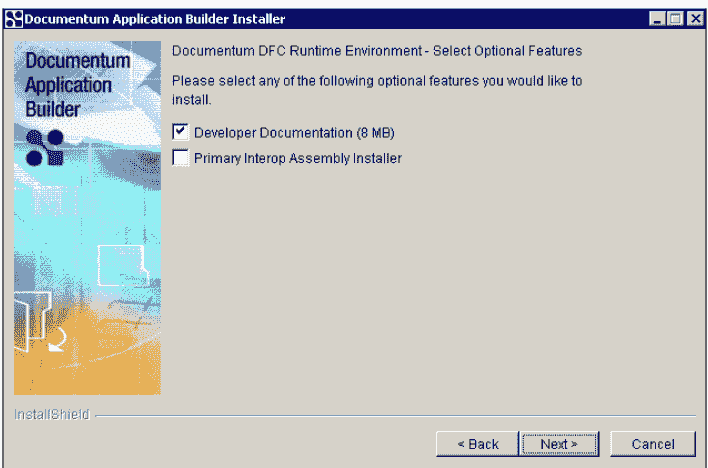 Documentum Application Builder Installer
Documentum
Application
Builder
Documentum DFC Runtime Environment - Select Optional Features
Please select any of the following optional features you would like to
install.
Developer Documentation (8 MB)
Primary Interop Assembly Installer
InstallShield
< Back
Next >
Cancel